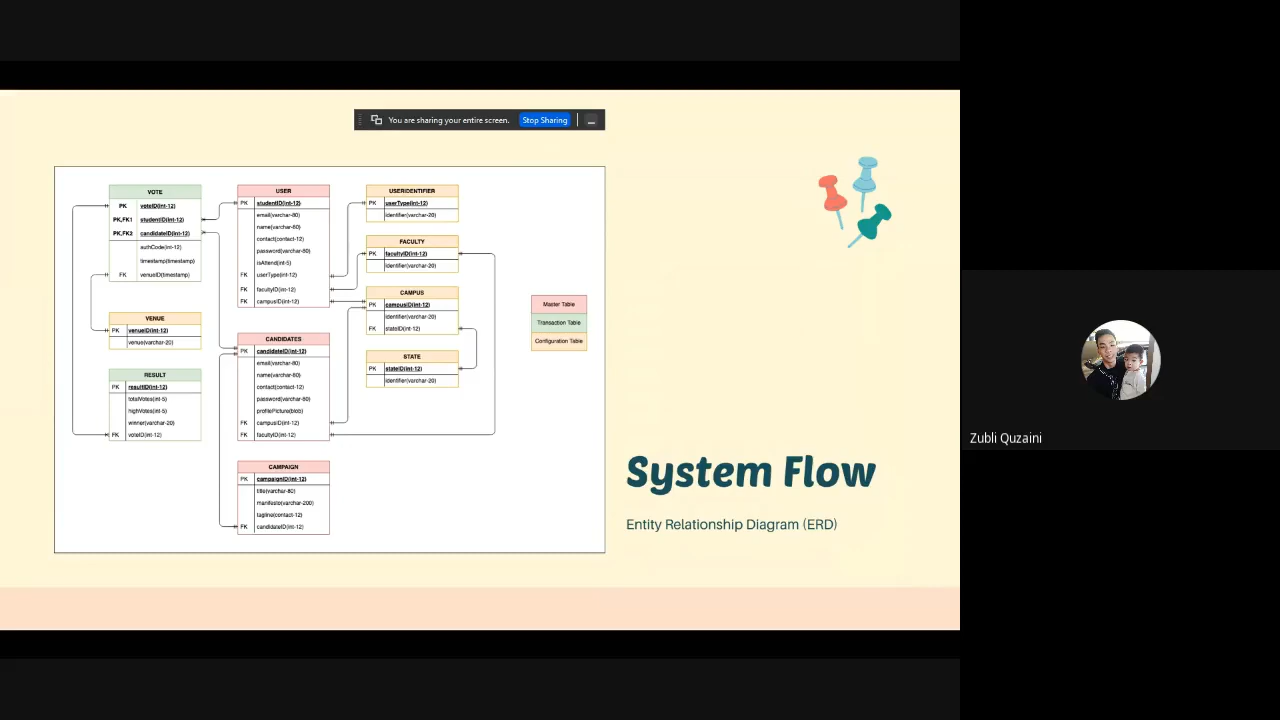 You are sharing your entire screen.
Stop Sharing
VOTE
PK voteID(int-12)
PK,FK1 studentID(int-12)
PK,FK2 candidateID(int-12)
authCode(int-12)
timestamp(timestamp)
FK venueID(timestamp)
VENUE
PK venueID(int-12)
venue(varchar-20)
RESULT
PK resultID(int-12)
totalVotes(int-5)
highVotes(int-5)
winner(varchar-20)
FK voteID(int-12)
USER
PK studentID(int-12)
email(varchar-80)
name(varchar-80)
contact(contact-12)
password(varchar-80)
isAttend(int-5)
FK userType(int-12)
FK facultyID(int-12)
FK campusID(int-12)
CANDIDATES
PK candidateID(int-12)
email(varchar-80)
name(varchar-80)
contact(contact-12)
password(varchar-80)
profilePicture(blob)
FK campusID(int-12)
FK facultyID(int-12)
CAMPAIGN
PK campaignID(int-12)
title(varchar-80)
manifesto(varchar-200)
tagline(contact-12)
FK candidateID(int-12)
USERIDENTIFIER
PK userType(int-12)
identifier(varchar-20)
FACULTY
PK facultyID(int-12)
identifier(varchar-20)
CAMPUS
PK campusID(int-12)
identifier(varchar-20)
FK stateID(int-12)
STATE
PK stateID(int-12)
identifier(varchar-20)
Master Table
Transaction Table
Configuration Table
System Flow
Entity Relationship Diagram (ERD)
Zubli Quzaini